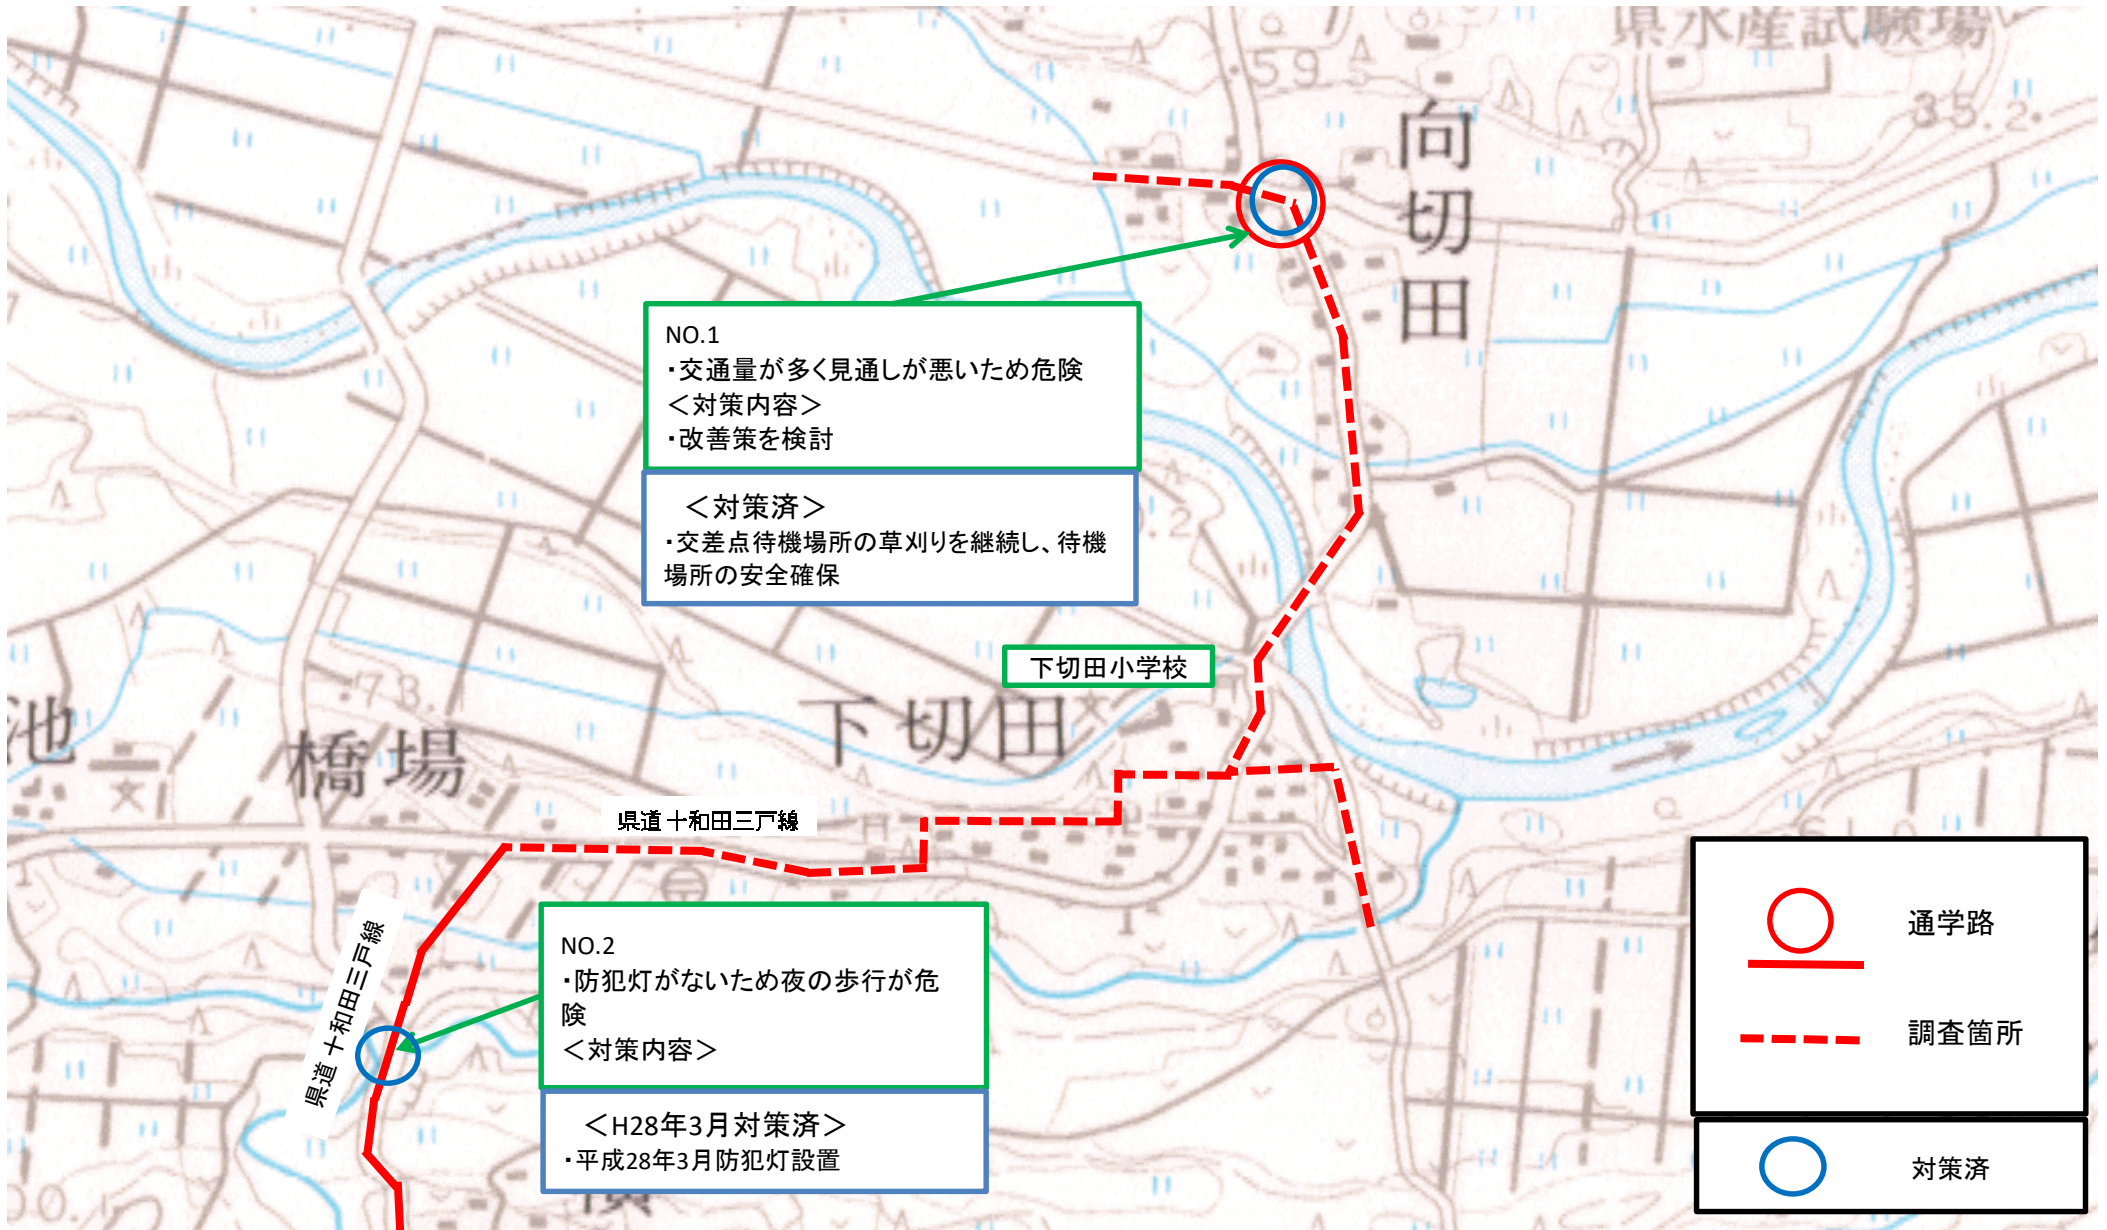 県水産試験場
59
35.2
向切田
NO.1
・交通量が多く見通しが悪いため危険
＜対策内容＞
・改善策を検討
＜対策済＞
・交差点待機場所の草刈りを継続し、待機
場所の安全確保
下切田小学校
下切田
73.
池
橋場
県道 十和田三戸線
県道 十和田三戸線
NO.2
・防犯灯がないため夜の歩行が危
険
＜対策内容＞
＜H28年3月対策済＞
・平成28年3月防犯灯設置
通学路
調査箇所
対策済